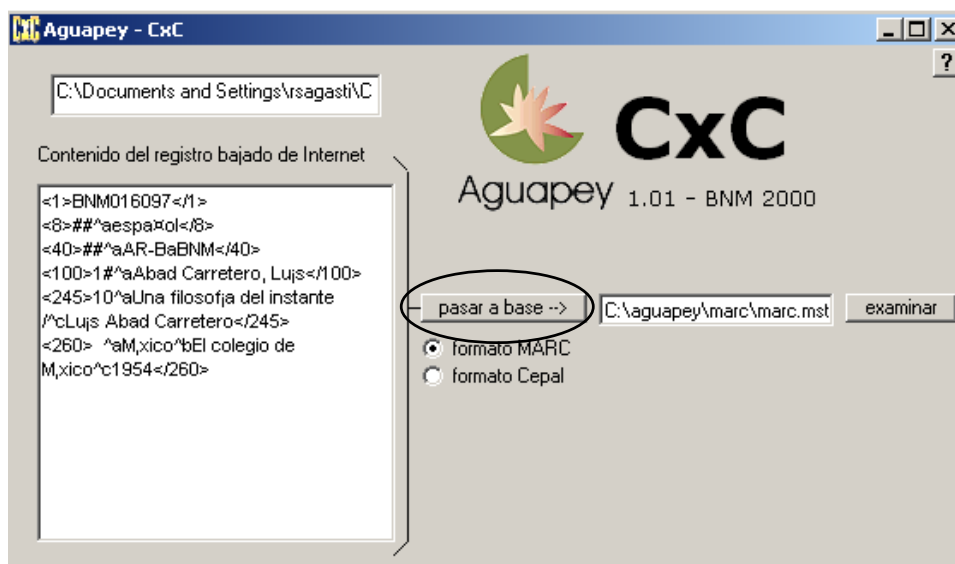 Aguapey - CxC
?
C:\Documents and Settings\rsagasti\C
CxC
Aguapey 1.01 - BNM 2000
Contenido del registro bajado de Internet
<1>BNM016097</1>
<8>##^aespa¤ol</8>
<40>##^aAR-BaBNM</40>
<100>1#^aAbad Carretero, Lu¡s</100>
<245>10^aUna filosof¡a del instante
/^cLu¡s Abad Carretero</245>
<260>  ^aM‚xico^bEl colegio de
M‚xico^c1954</260>
pasar a base -->
C:\aguapey\marc\marc.mst
examinar
formato MARC
formato Cepal